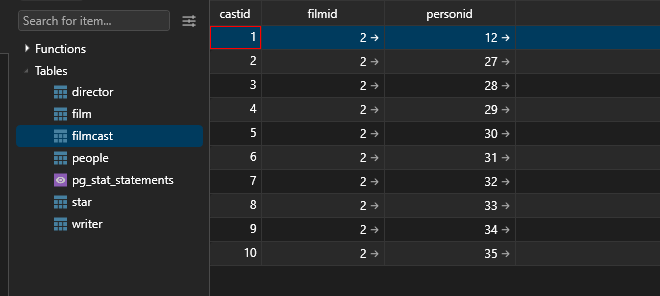 Search for item...
Functions
Tables
director
film
filmcast
people
pg_stat_statements
star
writer
castid filmid personid
1 2 → 12 →
2 2 → 27 →
3 2 → 28 →
4 2 → 29 →
5 2 → 30 →
6 2 → 31 →
7 2 → 32 →
8 2 → 33 →
9 2 → 34 →
10 2 → 35 →